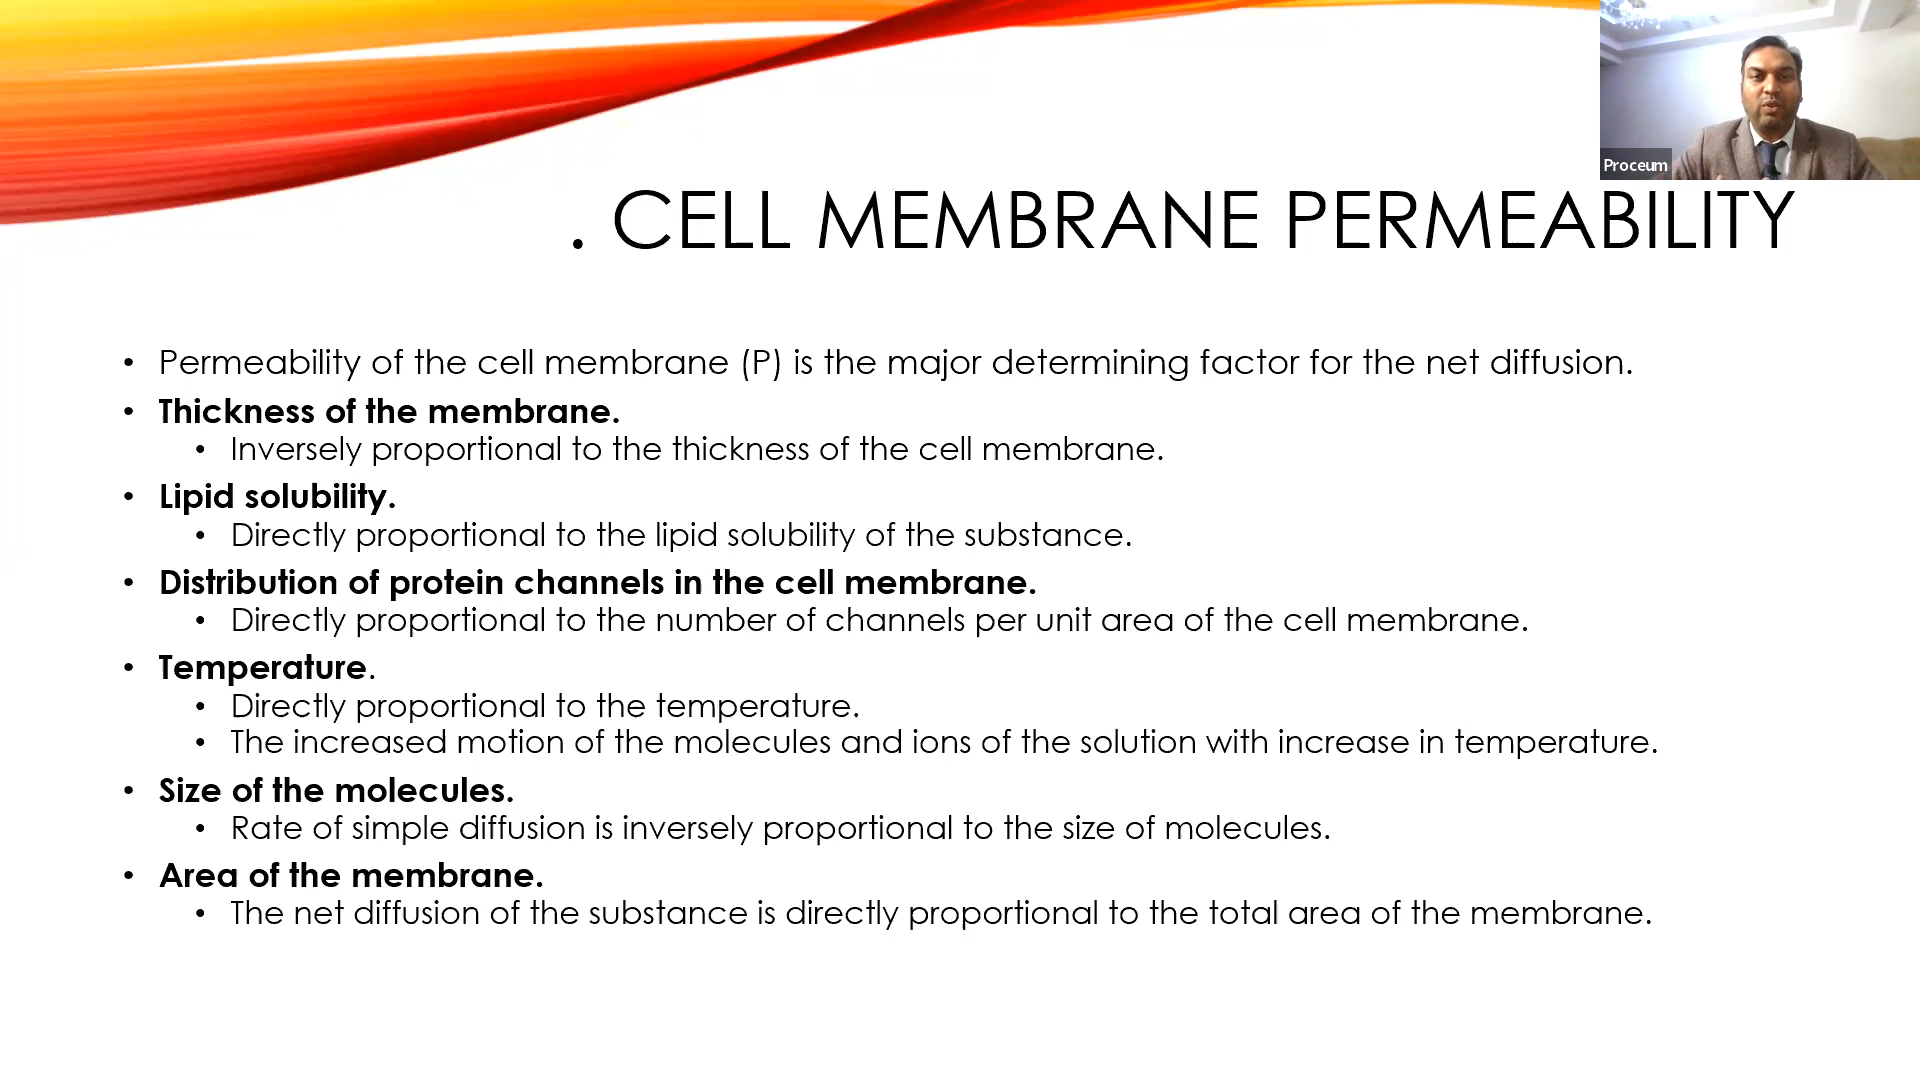 Proceum
. CELL MEMBRANE PERMEABILITY
• Permeability of the cell membrane (P) is the major determining factor for the net diffusion.
• Thickness of the membrane.
• Inversely proportional to the thickness of the cell membrane.
• Lipid solubility.
• Directly proportional to the lipid solubility of the substance.
• Distribution of protein channels in the cell membrane.
• Directly proportional to the number of channels per unit area of the cell membrane.
• Temperature.
• Directly proportional to the temperature.
• The increased motion of the molecules and ions of the solution with increase in temperature.
• Size of the molecules.
• Rate of simple diffusion is inversely proportional to the size of molecules.
• Area of the membrane.
• The net diffusion of the substance is directly proportional to the total area of the membrane.